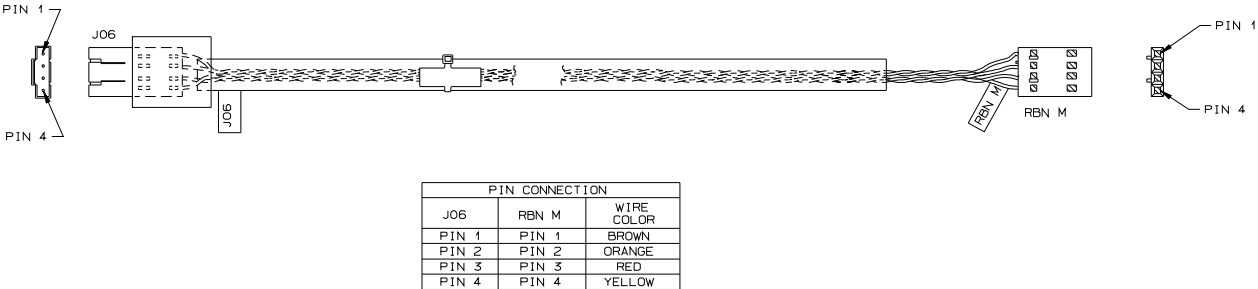 PIN 1
J06
PIN 1
PIN 4
J06
RBN M
RBN M
PIN 4
PIN CONNECTION
J06 RBN M WIRE COLOR
PIN 1 PIN 1 BROWN
PIN 2 PIN 2 ORANGE
PIN 3 PIN 3 RED
PIN 4 PIN 4 YELLOW